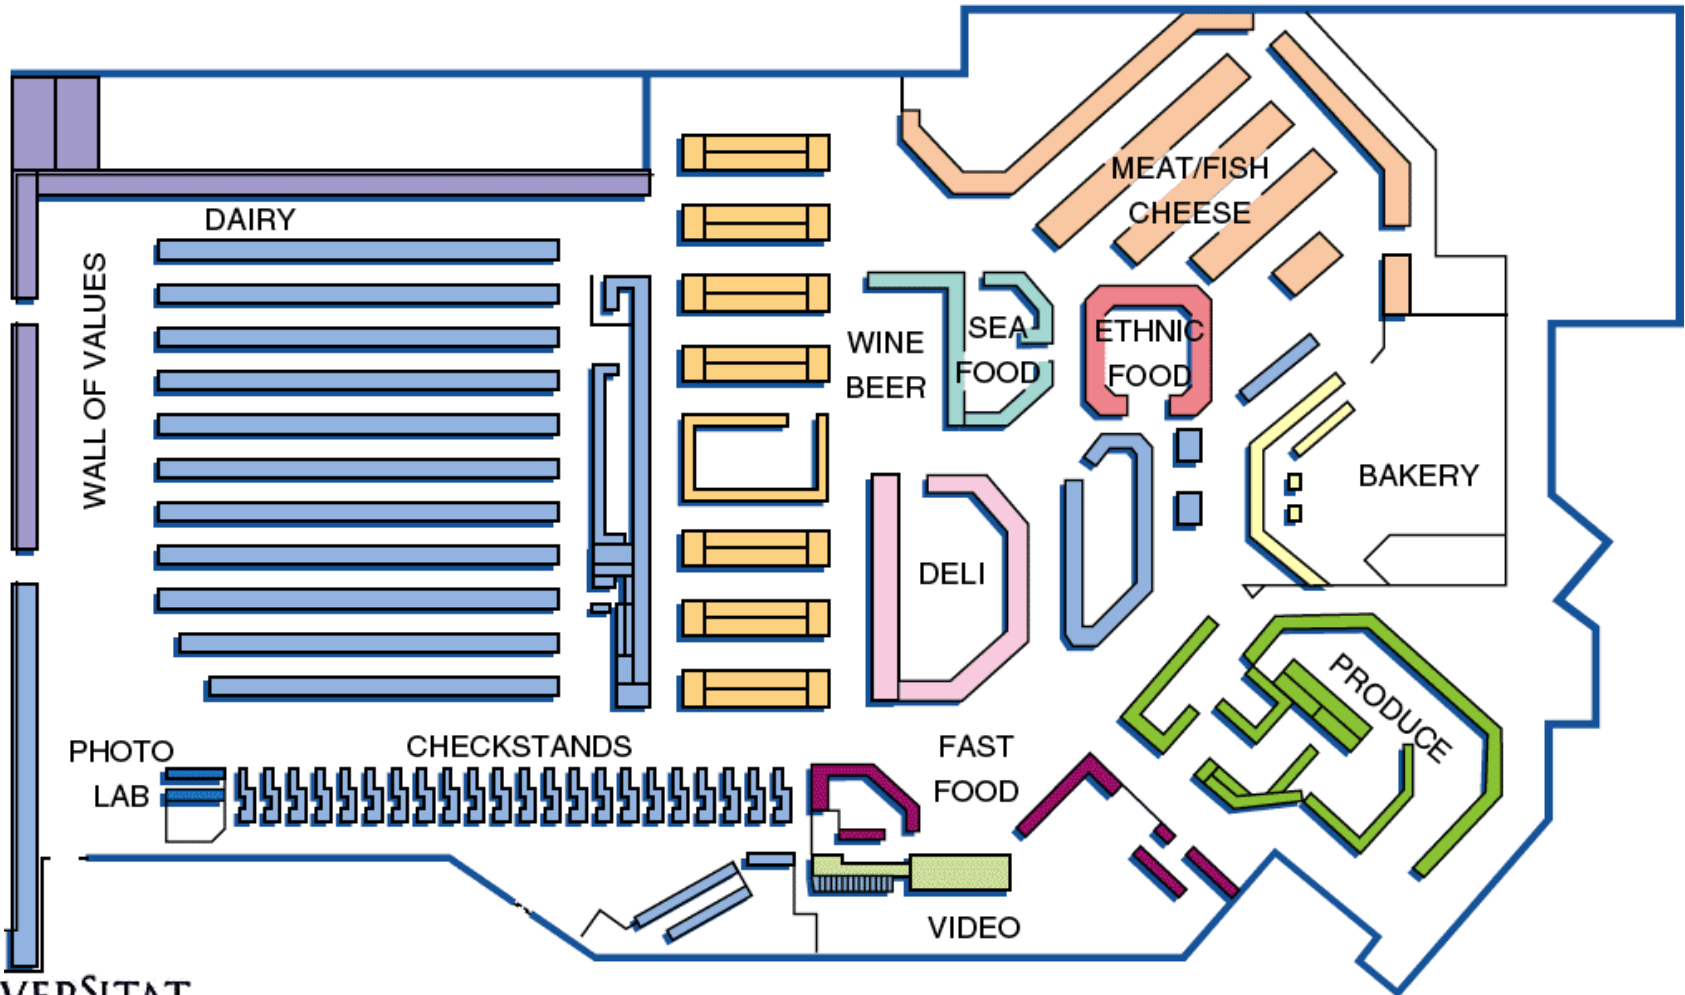 MEAT/FISH
CHEESE
DAIRY
WALL OF VALUES
WINE
BEER
SEA
FOOD
ETHNIC
FOOD
BAKERY
DELI
PRODUCE
PHOTO
LAB
CHECKSTANDS
FAST
FOOD
VIDEO